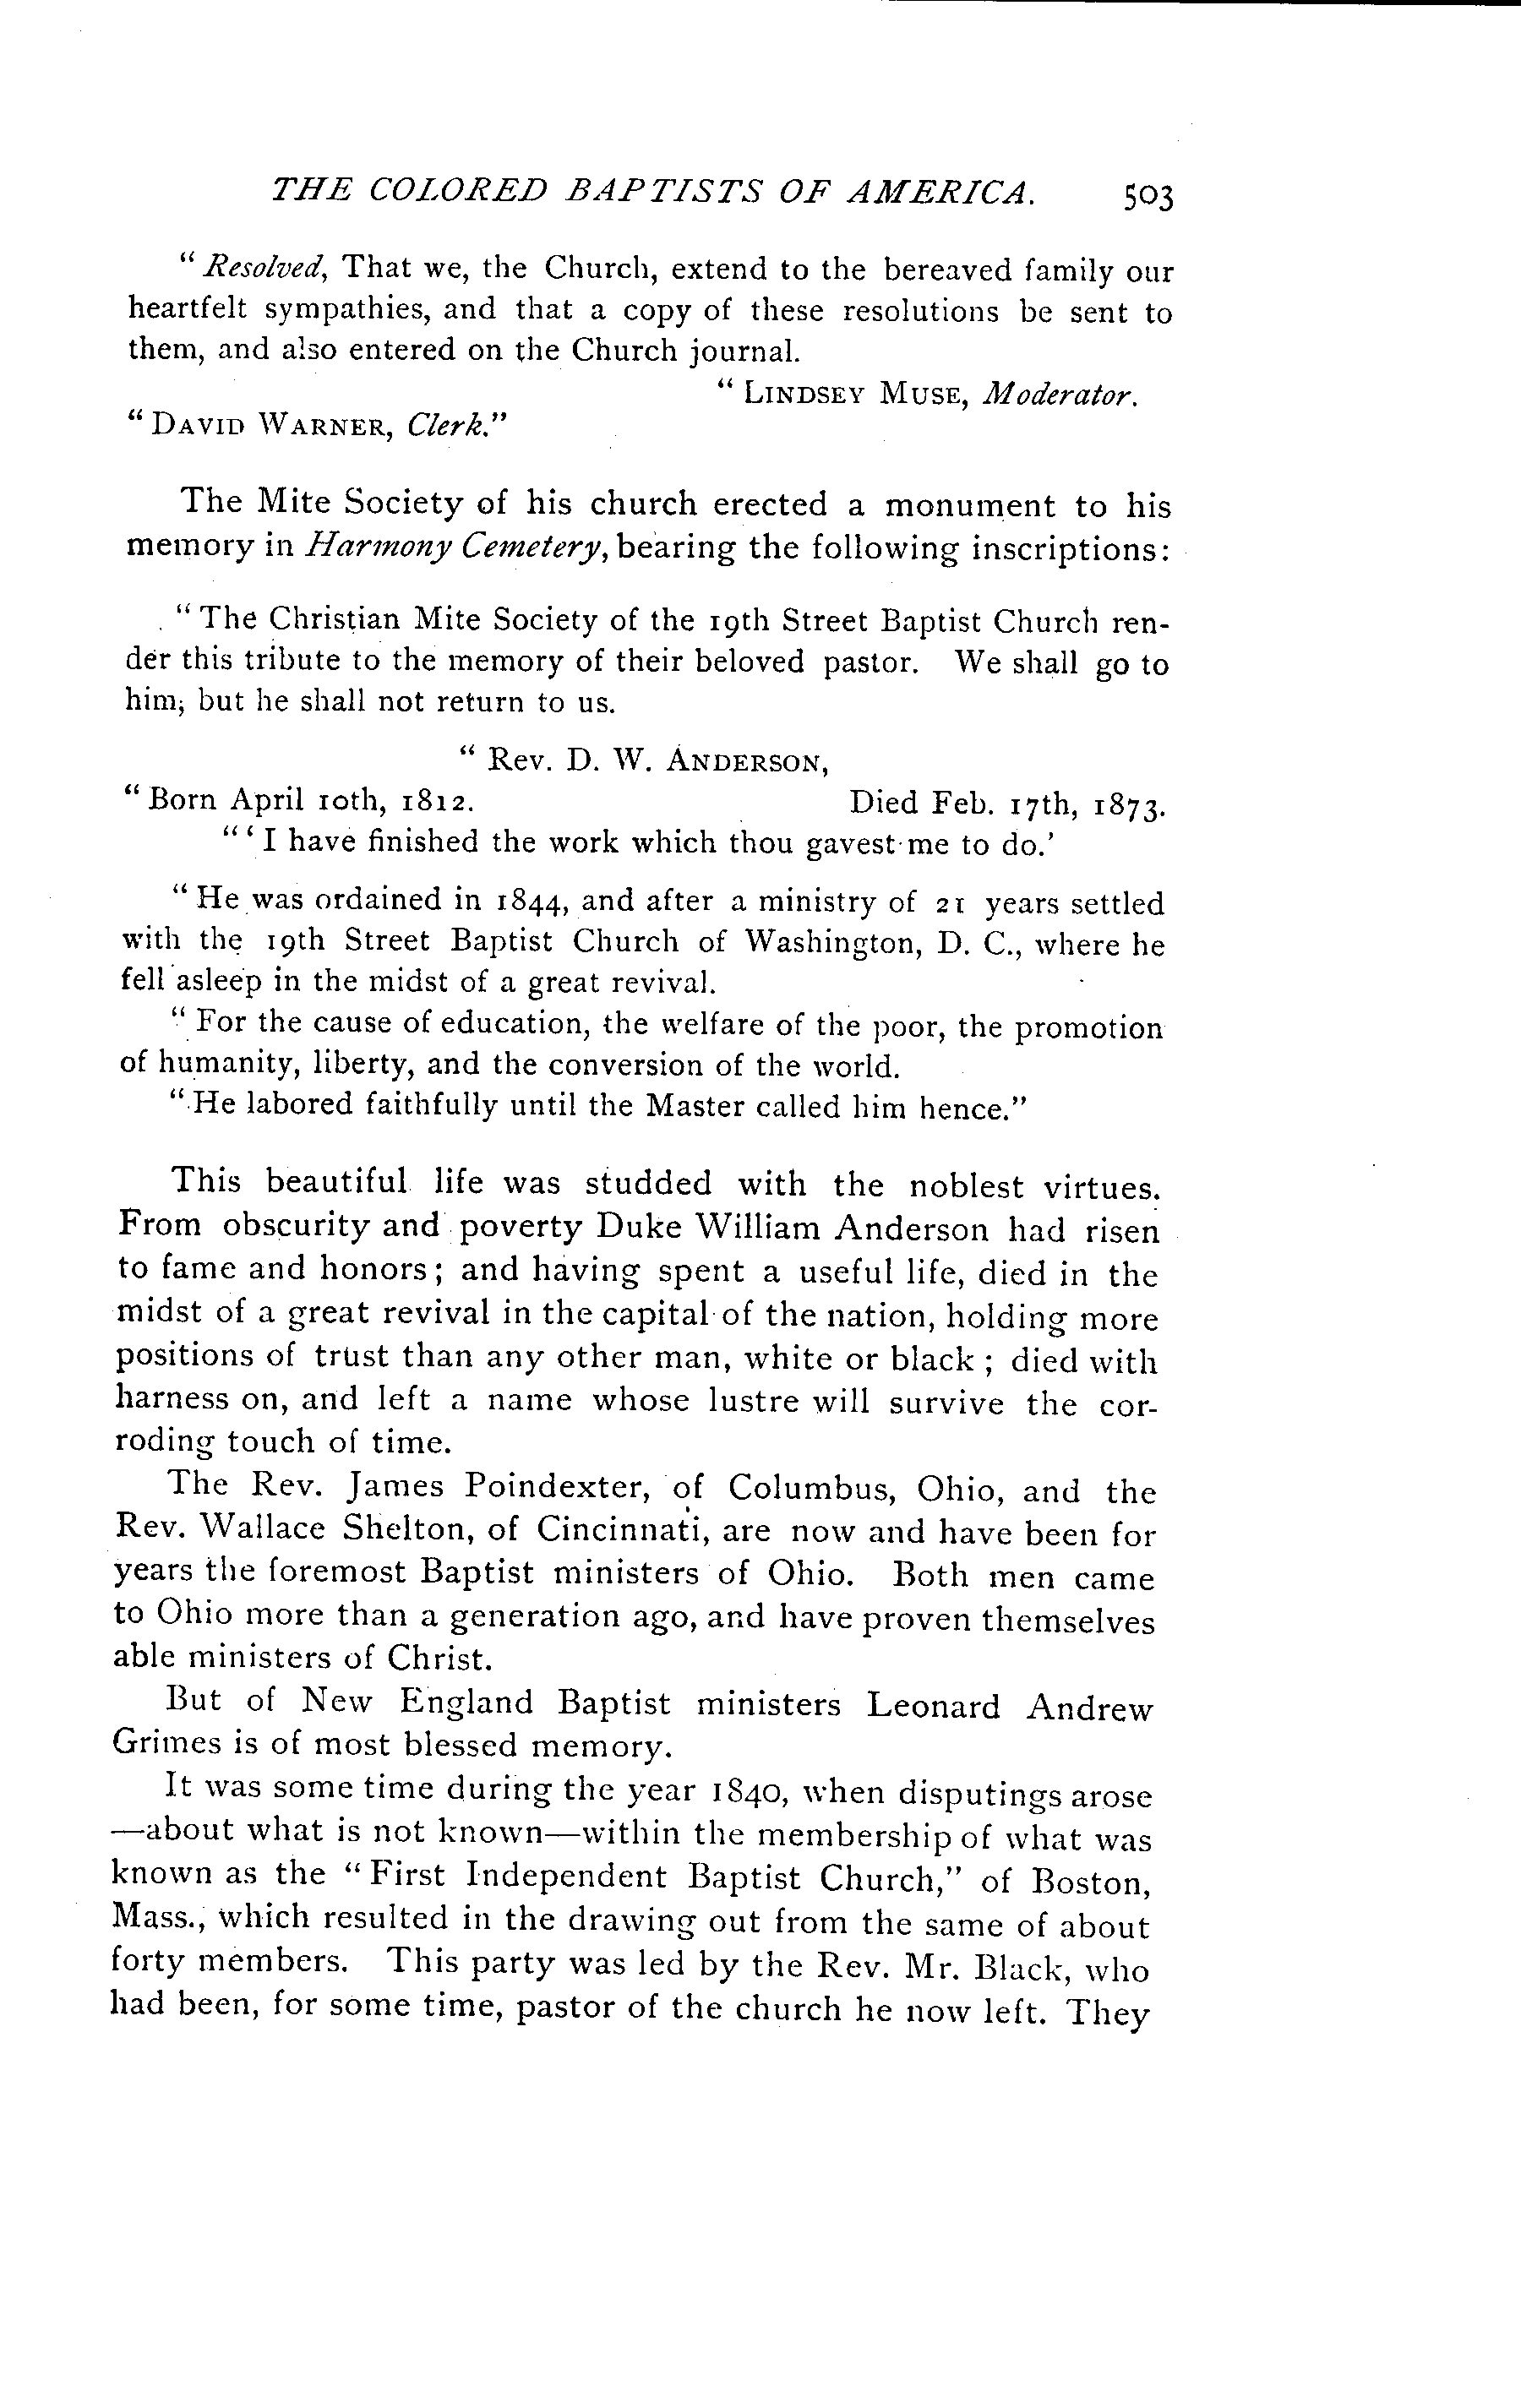 THE COLORED BAPTISTS OF AMERICA. 503
" Resolved, That we, the Church, extend to the bereaved family our
heartfelt sympathies, and that a copy of these resolutions be sent to
them, and also entered on the Church journal.
" LINDSEY MUSE, Moderator.
" DAVID WARNER, Clerk."
The Mite Society of his church erected a monument to his
memory in Harmony Cemetery, bearing the following inscriptions:
" The Christian Mite Society of the 19th Street Baptist Church ren-
der this tribute to the memory of their beloved pastor. We shall go to
him; but he shall not return to us.
" Rev. D. W. ANDERSON,
" Born April 10th, 1812. Died Feb. 17th, 1873.
" ' I have finished the work which thou gavest me to do.'
" He was ordained in 1844, and after a ministry of 21 years settled
with the 19th Street Baptist Church of Washington, D. C., where he
fell asleep in the midst of a great revival.
" For the cause of education, the welfare of the poor, the promotion
of humanity, liberty, and the conversion of the world.
" He labored faithfully until the Master called him hence."
This beautiful life was studded with the noblest virtues.
From obscurity and poverty Duke William Anderson had risen
to fame and honors; and having spent a useful life, died in the
midst of a great revival in the capital of the nation, holding more
positions of trust than any other man, white or black ; died with
harness on, and left a name whose lustre will survive the cor-
roding touch of time.
The Rev. James Poindexter, of Columbus, Ohio, and the
Rev. Wallace Shelton, of Cincinnati, are now and have been for
years the foremost Baptist ministers of Ohio. Both men came
to Ohio more than a generation ago, and have proven themselves
able ministers of Christ.
But of New England Baptist ministers Leonard Andrew
Grimes is of most blessed memory.
It was some time during the year 1840, when disputings arose
—about what is not known—within the membership of what was
known as the " First Independent Baptist Church," of Boston,
Mass., which resulted in the drawing out from the same of about
forty members. This party was led by the Rev. Mr. Black, who
had been, for some time, pastor of the church he now left. They